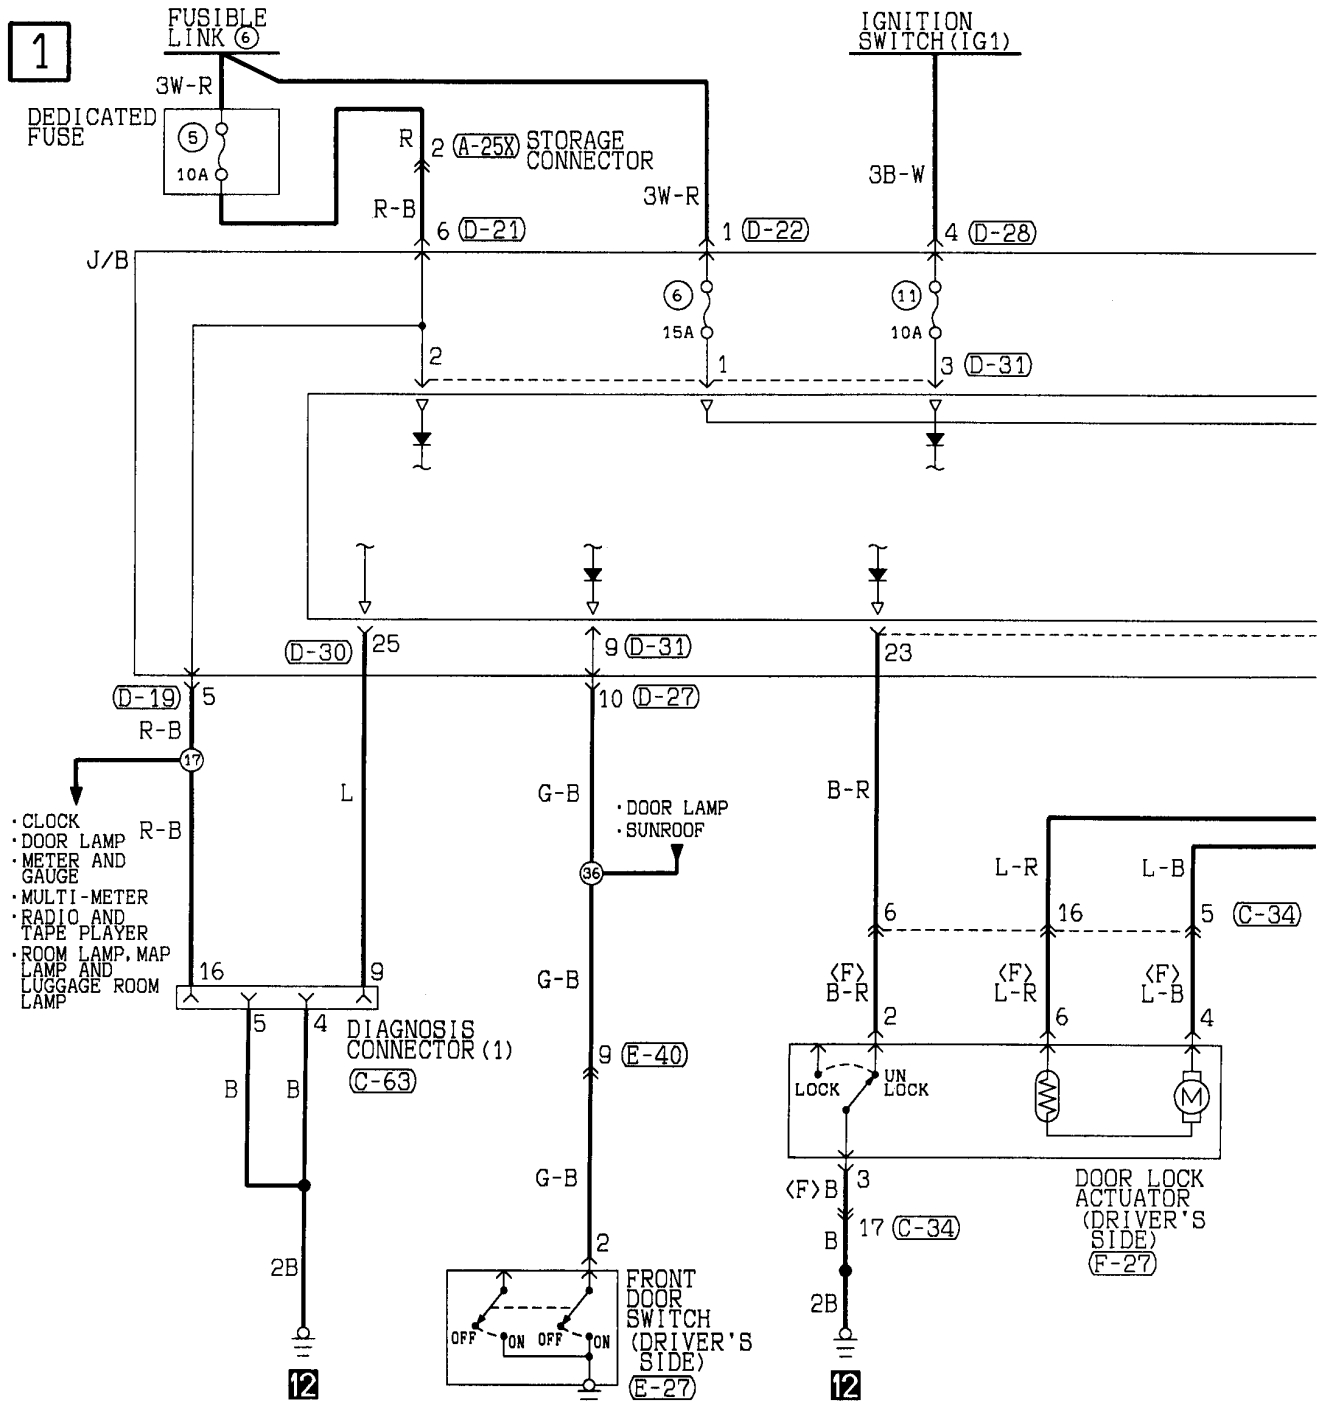 1
FUSIBLE
LINK ⑥
IGNITION
SWITCH(IG1)
3W-R
DEDICATED
FUSE
⑤
10A
R
2 (A-25X) STORAGE
CONNECTOR
R-B
3W-R
3B-W
6 (D-21)
1 (D-22)
4 (D-28)
J/B
⑥
15A
⑪
10A
2
1
3 (D-31)
(D-30) 25
9 (D-31)
23
(D-19) 5
10 (D-27)
R-B
⑰
L
G-B
B-R
·CLOCK
·DOOR LAMP
·METER AND
GAUGE
·MULTI-METER
·RADIO AND
TAPE PLAYER
·ROOM LAMP, MAP
LAMP AND
LUGGAGE ROOM
LAMP
R-B
·DOOR LAMP
·SUNROOF
㊱
L-R
L-B
6
16
5 (C-34)
16
9
G-B
<F>
B-R
<F>
L-R
<F>
L-B
5
4
DIAGNOSIS
CONNECTOR(1)
(C-63)
2
6
4
9 (E-40)
LOCK
UN
LOCK
M
B
B
G-B
<F>B
3
DOOR LOCK
ACTUATOR
(DRIVER'S
SIDE)
(F-27)
17 (C-34)
B
2B
2B
2
FRONT
DOOR
SWITCH
(DRIVER'S
SIDE)
(E-27)
OFF
ON
OFF
ON
12
12